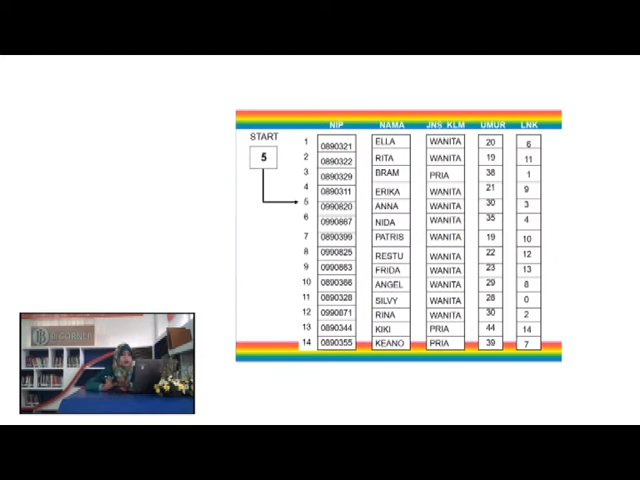 NIP NAMA JNS KLM UMUR LNK
START
5
1 0890321 ELLA WANITA 20 6
2 0890322 RITA WANITA 19 11
3 0890329 BRAM PRIA 38 1
4 0890311 ERIKA WANITA 21 9
5 0990820 ANNA WANITA 30 3
6 0990867 NIDA WANITA 35 4
7 0890399 PATRIS WANITA 19 10
8 0990825 RESTU WANITA 22 12
9 0990863 FRIDA WANITA 23 13
10 0890366 ANGEL WANITA 29 8
11 0890328 SILVY WANITA 28 0
12 0990871 RINA WANITA 30 2
13 0890344 KIKI PRIA 44 14
14 0890355 KEANO PRIA 39 7
BI CORNER